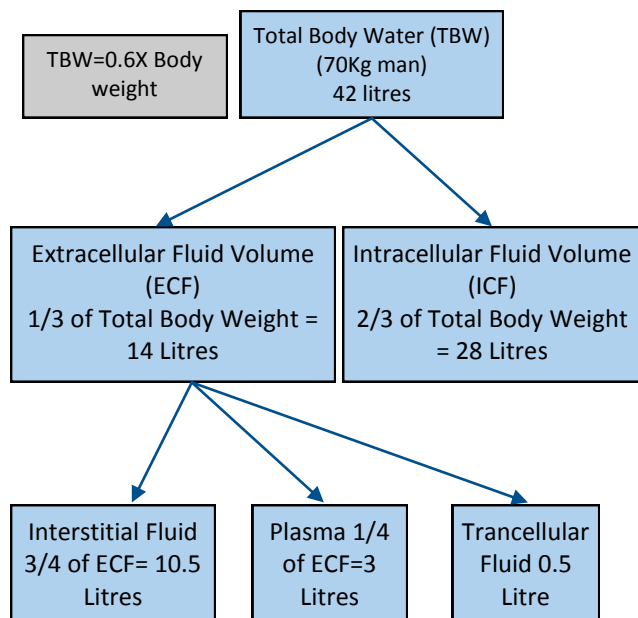 TBW=0.6X Body
weight
Total Body Water (TBW)
(70Kg man)
42 litres
Extracellular Fluid Volume
(ECF)
1/3 of Total Body Weight =
14 Litres
Intracellular Fluid Volume
(ICF)
2/3 of Total Body Weight
= 28 Litres
Interstitial Fluid
3/4 of ECF= 10.5
Litres
Plasma 1/4
of ECF=3
Litres
Trancellular
Fluid 0.5
Litre